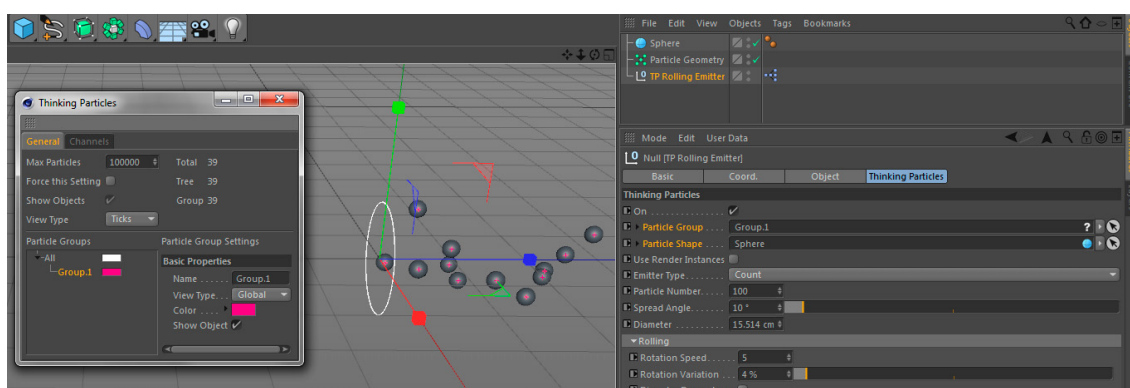 File Edit View Objects Tags Bookmarks
Sphere
Particle Geometry
TP Rolling Emitter
Thinking Particles
General Channels
Max Particles 100000 Total 39
Force this Setting Tree 39
Show Objects Group 39
View Type Ticks
Particle Groups Particle Group Settings
All
Group.1
Basic Properties
Name ...... Group.1
View Type... Global
Color ....
Show Object
Mode Edit User Data
Null [TP Rolling Emitter]
Basic Coord. Object Thinking Particles
Thinking Particles
On
Particle Group .... Group.1 ?
Particle Shape .... Sphere
Use Render Instances
Emitter Type........ Count
Particle Number..... 100
Spread Angle....... 10 °
Diameter .......... 15.514 cm
Rolling
Rotation Speed...... 5
Rotation Variation ... 4 %